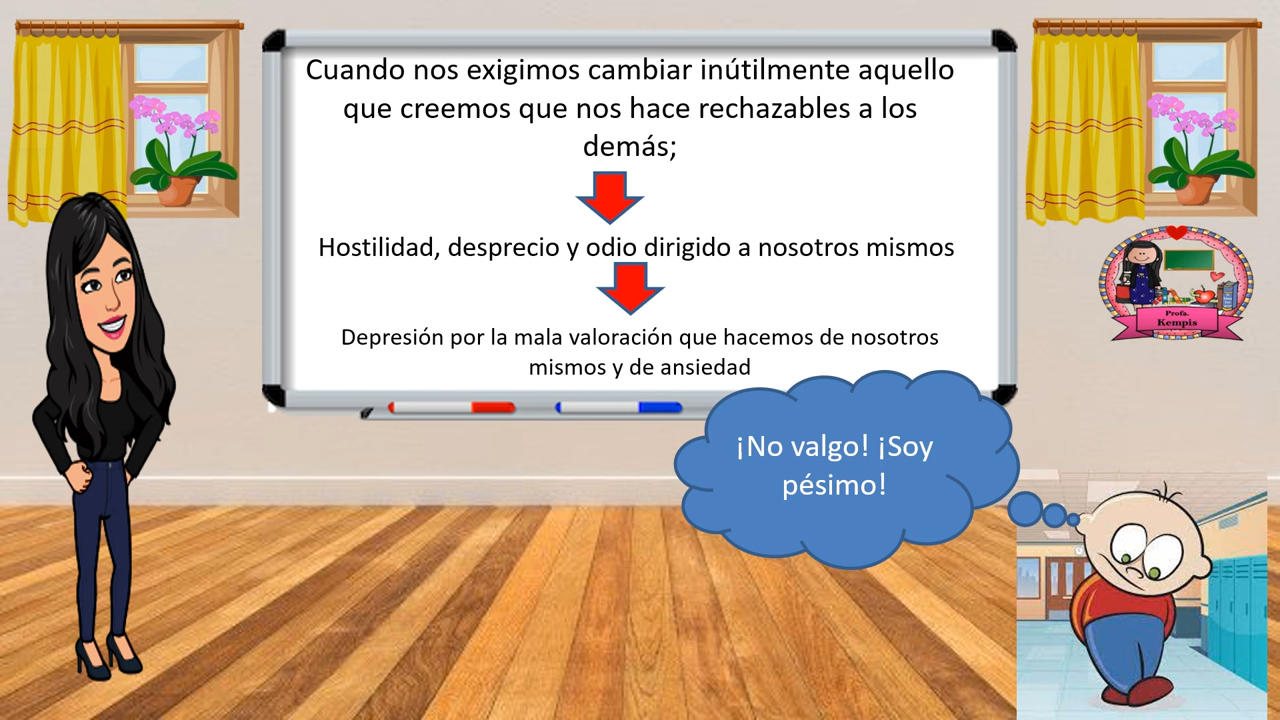 Cuando nos exigimos cambiar inútilmente aquello
que creemos que nos hace rechazables a los
demás;
Hostilidad, desprecio y odio dirigido a nosotros mismos
Depresión por la mala valoración que hacemos de nosotros
mismos y de ansiedad
¡No valgo! ¡Soy
pésimo!
Profa.
Kempis